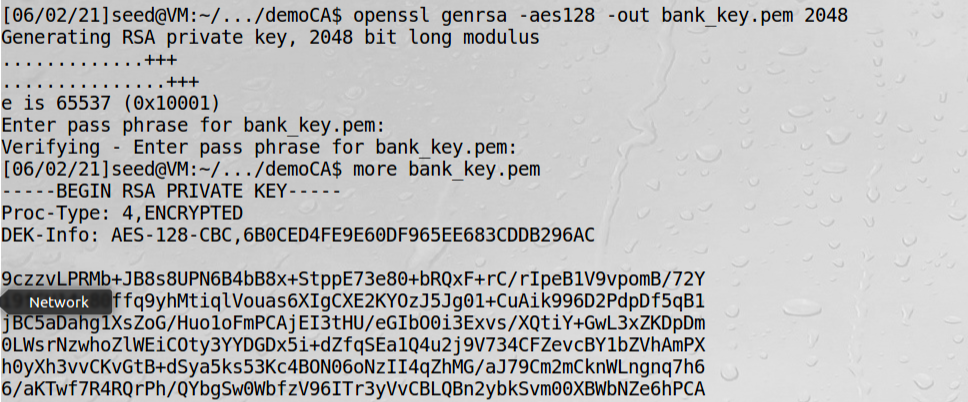 [06/02/21]seed@VM:~/.../demoCA$ openssl genrsa -aes128 -out bank_key.pem 2048
Generating RSA private key, 2048 bit long modulus
.............+++
...............+++
e is 65537 (0x10001)
Enter pass phrase for bank_key.pem:
Verifying - Enter pass phrase for bank_key.pem:
[06/02/21]seed@VM:~/.../demoCA$ more bank_key.pem
-----BEGIN RSA PRIVATE KEY-----
Proc-Type: 4,ENCRYPTED
DEK-Info: AES-128-CBC,6B0CED4FE9E60DF965EE683CDDB296AC
9czzvLPRMb+JB8s8UPN6B4bB8x+StppE73e80+bRQxF+rC/rIpeB1V9vpomB/72Y
Network ffq9yhMtiqlVouas6XIgCXE2KYOzJ5Jg01+CuAik996D2PdpDf5qB1
jBC5aDahg1XsZoG/Huo1oFmPCAjEI3tHU/eGIbO0i3Exvs/XQtiY+GwL3xZKDpDm
0LWsrNzwhoZlWEiCOty3YYDGDx5i+dZfqSEa1Q4u2j9V734CFZevcBY1bZVhAmPX
h0yXh3vvCKvGtB+dSya5ks53Kc4BON06oNzII4qZhMG/aJ79Cm2mCknWLngnq7h6
6/aKTwf7R4RQrPh/QYbgSw0WbfzV96ITr3yVvCBLQBn2ybkSvm00XBWbNZe6hPCA